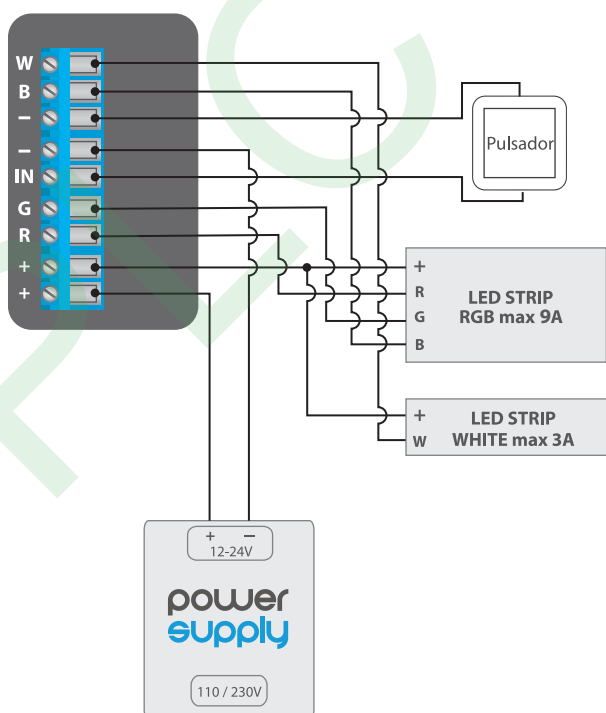 W
B
–
–
IN
G
R
+
+
Pulsador
+
R
G
B
LED STRIP
RGB max 9A
+
W
LED STRIP
WHITE max 3A
+ –
12-24V
power
supply
110 / 230V